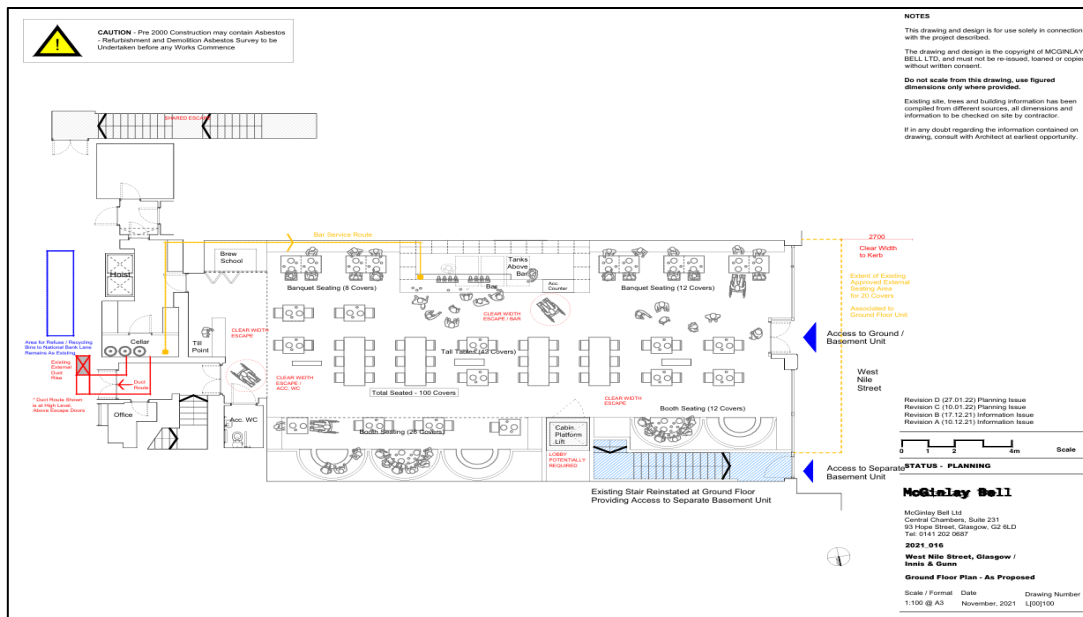 CAUTION - Pre 2000 Construction may contain Asbestos
- Refurbishment and Demolition Asbestos Survey to be
Undertaken before any Works Commence
NOTES
This drawing and design is for use solely in connection
with the project described.
The drawing and design is the copyright of MCGINLAY
BELL LTD, and must not be re-issued, loaned or copied
without written consent.
Do not scale from this drawing, use figured
dimensions only where provided.
Existing site, trees and building information has been
compiled from different sources, all dimensions and
information to be checked on site by contractor.
If in any doubt regarding the information contained on
drawing, consult with Architect at earliest opportunity.
SHARED ESCAPE
Bar Service Route
2700
Clear Width
to Kerb
Brew
School
Tanks
Above
Bar
Hoist
Banquet Seating (8 Covers)
Bar
Acc.
Counter
Banquet Seating (12 Covers)
Extent of Existing
Approved External
Seating Area
for 20 Covers
Associated to
Ground Floor Unit
CLEAR WIDTH
ESCAPE / BAR
CLEAR WIDTH
ESCAPE
Access to Ground /
Basement Unit
Area for Refuse / Recycling
Bins to National Bank Lane
Remains As Existing
Cellar
Till
Point
Tall Tables (42 Covers)
Existing
External
Duct
Rise
Duct
Route
CLEAR WIDTH
ESCAPE /
ACC. WC
Total Seated - 100 Covers
CLEAR WIDTH
ESCAPE
West
Nile
Street
* Duct Route Shown
is at High Level,
Above Escape Doors
Office
Acc. WC
Booth Seating (26 Covers)
Booth Seating (12 Covers)
Cabin
Platform
Lift
LOBBY
POTENTIALLY
REQUIRED
Access to Separate
Basement Unit
Existing Stair Reinstated at Ground Floor
Providing Access to Separate Basement Unit
Revision D (27.01.22) Planning Issue
Revision C (10.01.22) Planning Issue
Revision B (17.12.21) Information Issue
Revision A (10.12.21) Information Issue
0 1 2 4m Scale
STATUS - PLANNING
McGinlay Bell
McGinlay Bell Ltd
Central Chambers, Suite 231
93 Hope Street, Glasgow, G2 6LD
Tel: 0141 202 0687
2021_016
West Nile Street, Glasgow /
Innis & Gunn
Ground Floor Plan - As Proposed
Scale / Format Date Drawing Number
1:100 @ A3 November, 2021 L[00]100